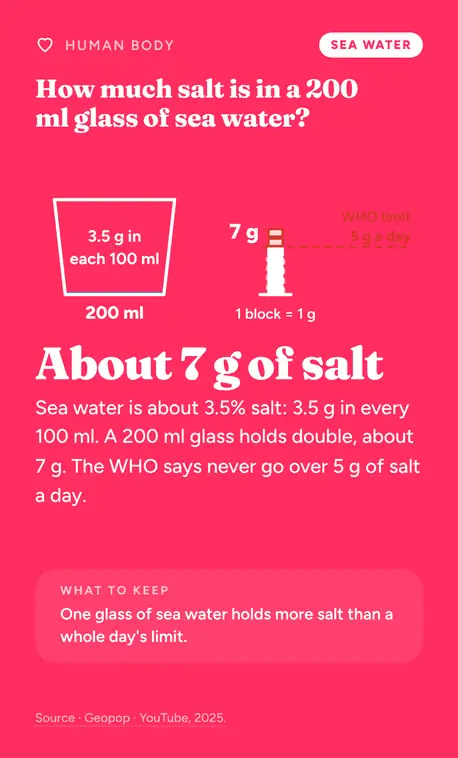 HUMAN BODY
SEA WATER
How much salt is in a 200
ml glass of sea water?
3.5 g in
each 100 ml
200 ml
7 g
WHO limit
5 g a day
1 block = 1 g
About 7 g of salt
Sea water is about 3.5% salt: 3.5 g in every
100 ml. A 200 ml glass holds double, about
7 g. The WHO says never go over 5 g of salt
a day.
WHAT TO KEEP
One glass of sea water holds more salt than a
whole day's limit.
Source · Geopop · YouTube, 2025.